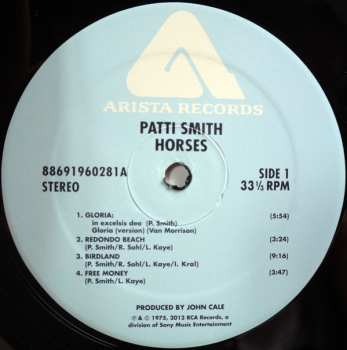 ARISTA RECORDS
PATTI SMITH
HORSES
88691960281A
STEREO
SIDE 1
33⅓ RPM
1. GLORIA: (5:54)
in excelsis deo (P. Smith)
Gloria (version) (Van Morrison)
2. REDONDO BEACH (3:24)
(P. Smith/R. Sohl/L. Kaye)
3. BIRDLAND (9:16)
(P. Smith/R. Sohl/L. Kaye/I. Kral)
4. FREE MONEY (3:47)
(P. Smith/L. Kaye)
PRODUCED BY JOHN CALE
℗ & © 1975, 2012 RCA Records, a
division of Sony Music Entertainment